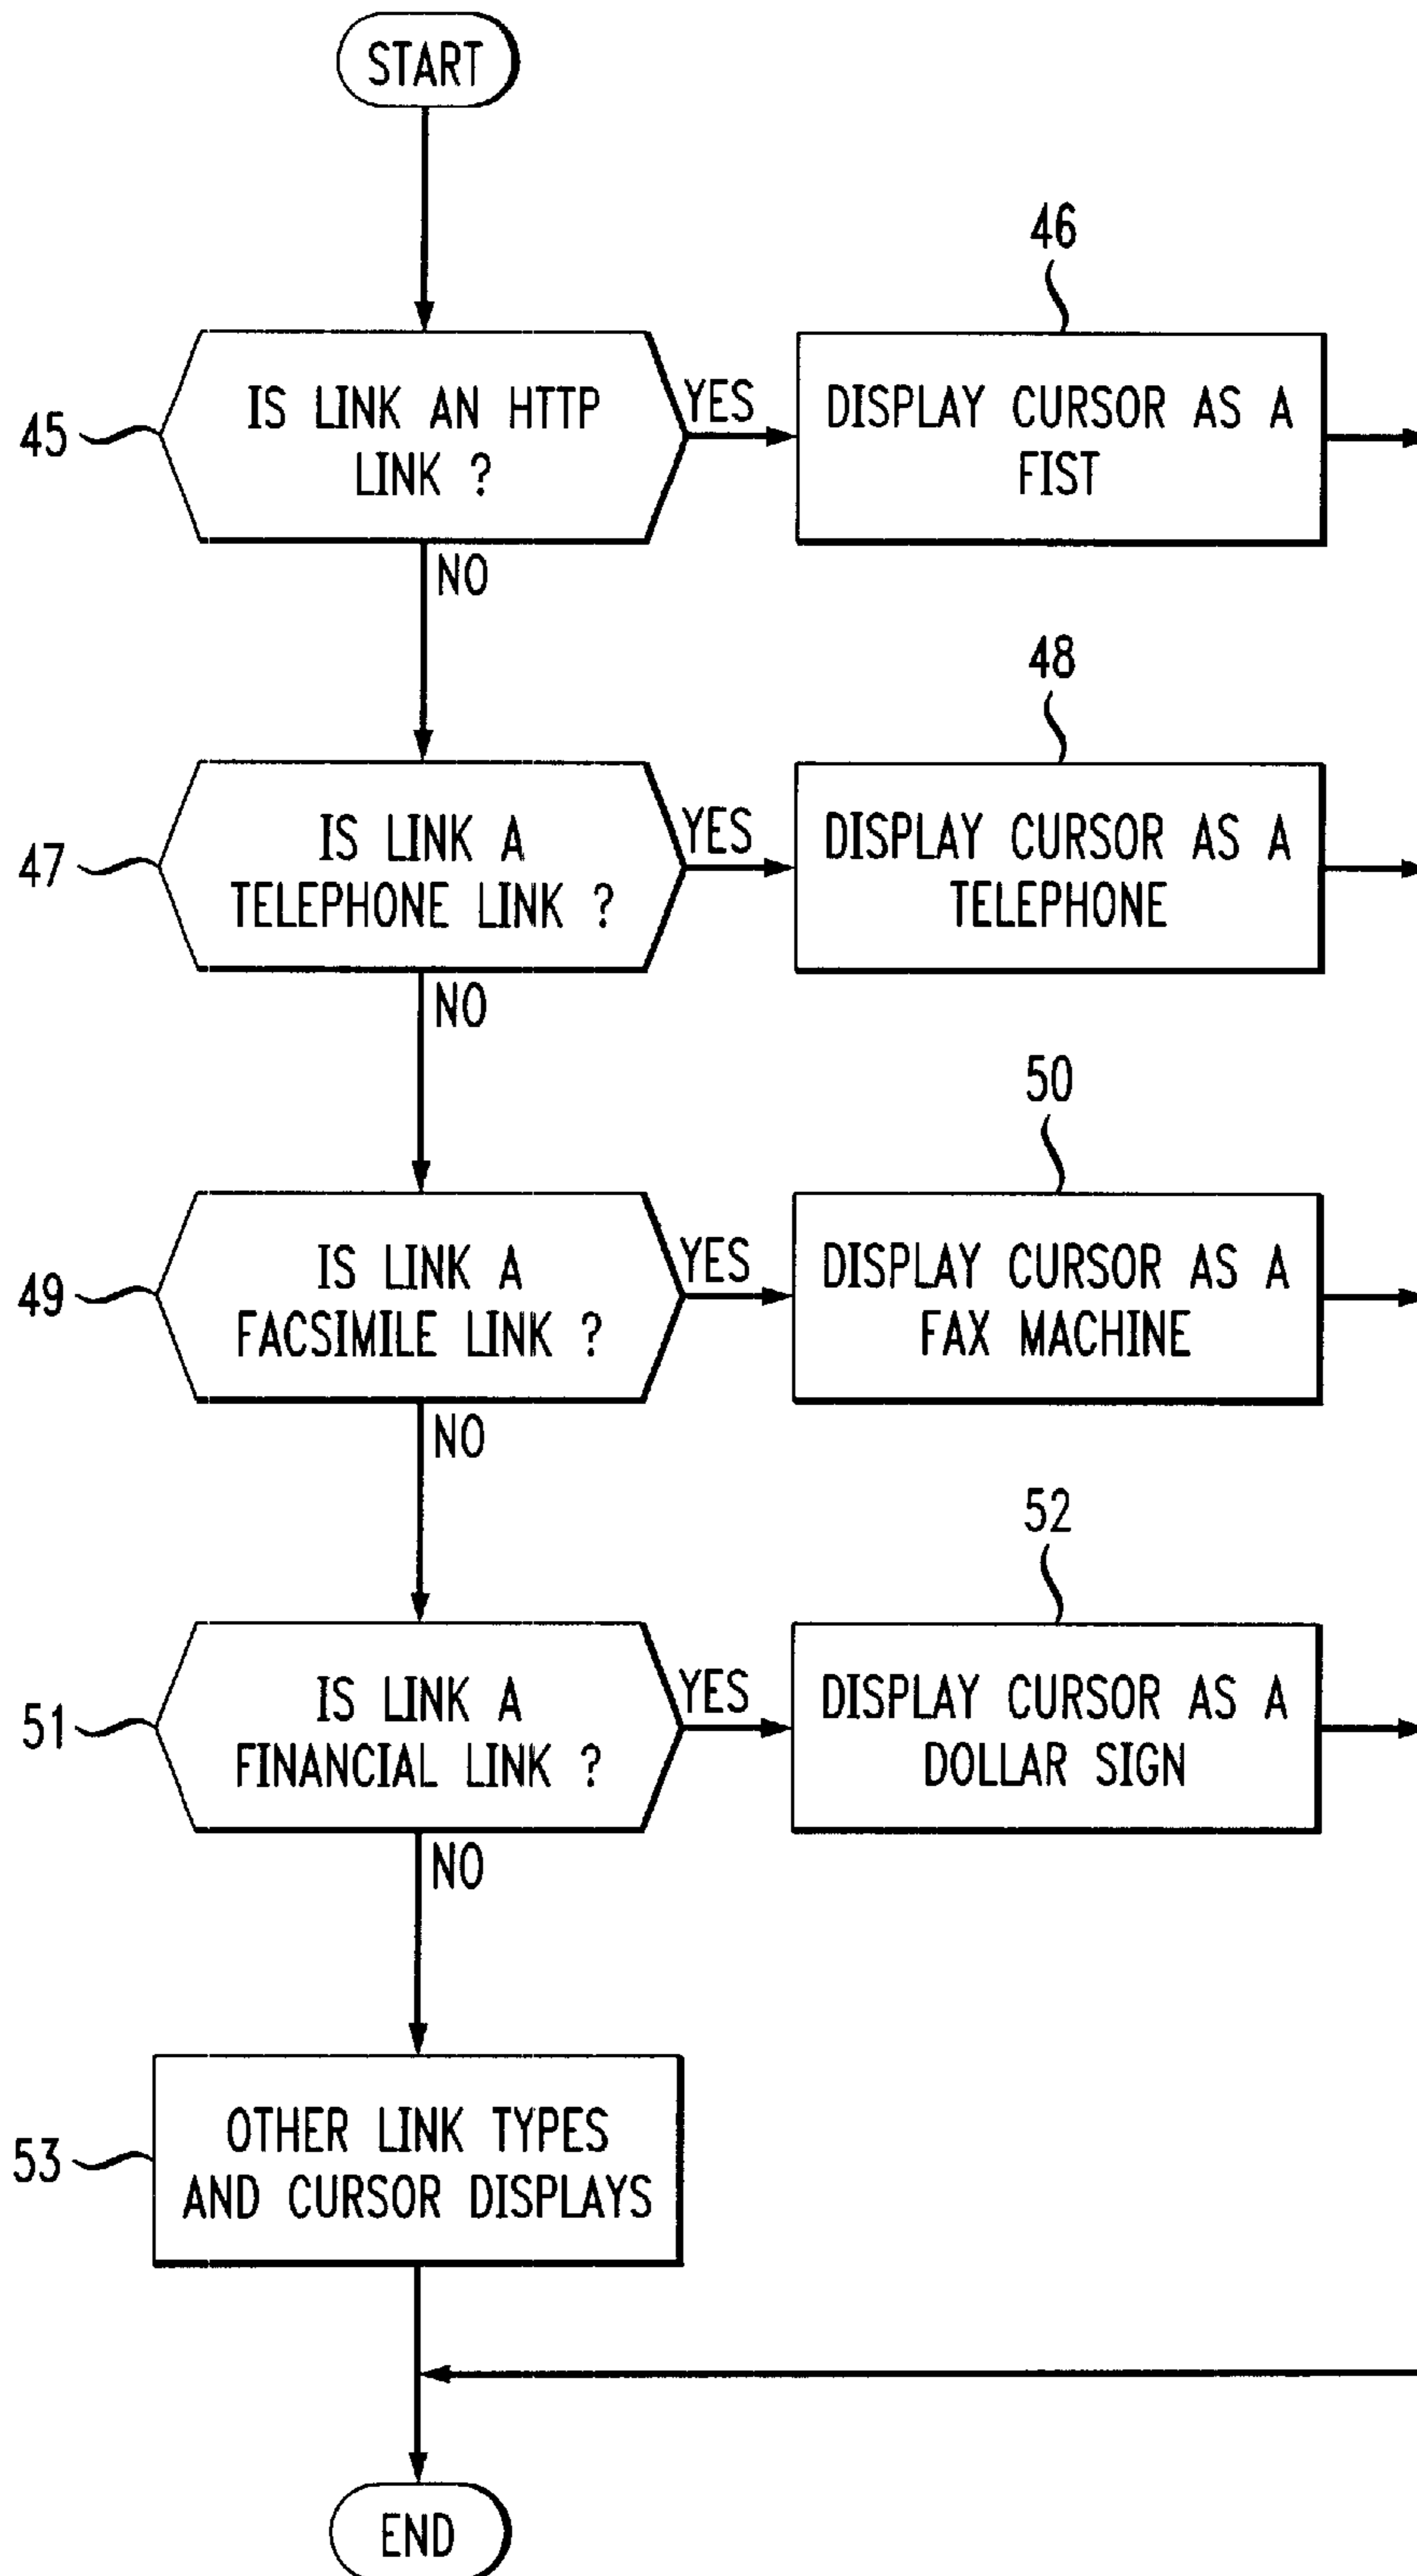 START
46
45
IS LINK AN HTTP
LINK ?
YES
DISPLAY CURSOR AS A
FIST
NO
48
47
IS LINK A
TELEPHONE LINK ?
YES
DISPLAY CURSOR AS A
TELEPHONE
NO
50
49
IS LINK A
FACSIMILE LINK ?
YES
DISPLAY CURSOR AS A
FAX MACHINE
NO
52
51
IS LINK A
FINANCIAL LINK ?
YES
DISPLAY CURSOR AS A
DOLLAR SIGN
NO
53
OTHER LINK TYPES
AND CURSOR DISPLAYS
END